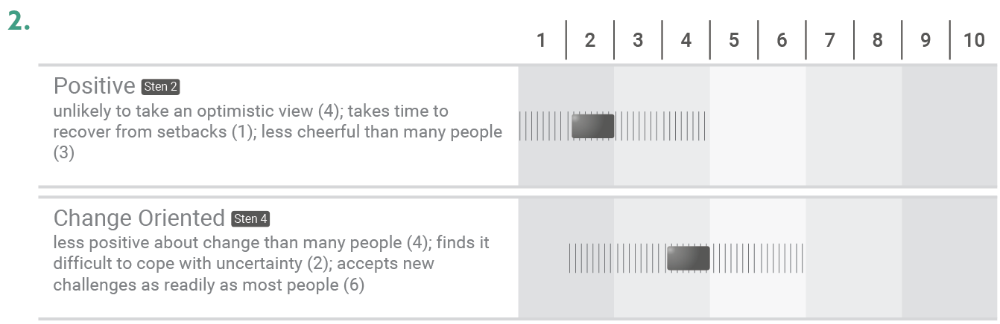 2.
1 2 3 4 5 6 7 8 9 10
Positive Sten 2
unlikely to take an optimistic view (4); takes time to
recover from setbacks (1); less cheerful than many people
(3)
Change Oriented Sten 4
less positive about change than many people (4); finds it
difficult to cope with uncertainty (2); accepts new
challenges as readily as most people (6)